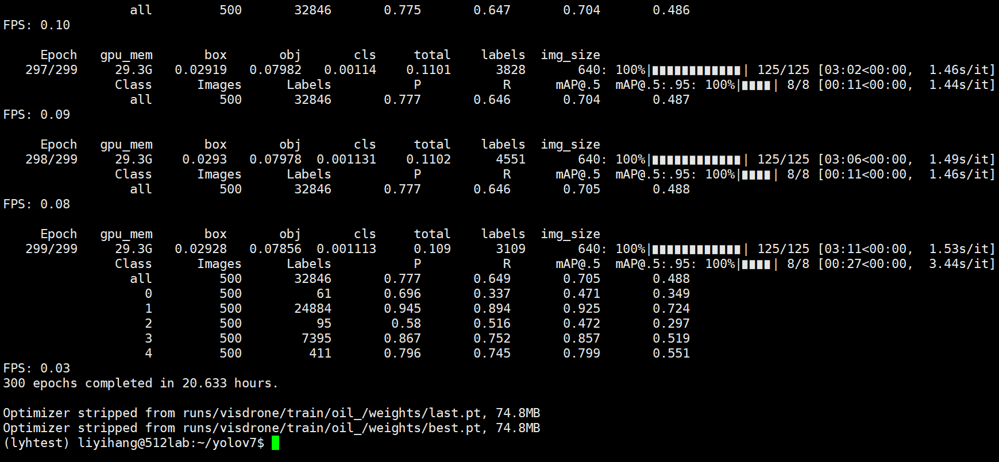 all 500 32846 0.775 0.647 0.704 0.486
FPS: 0.10
Epoch gpu_mem box obj cls total labels img_size
297/299 29.3G 0.02919 0.07982 0.00114 0.1101 3828 640: 100%|████████████| 125/125 [03:02<00:00, 1.46s/it]
Class Images Labels P R mAP@.5 mAP@.5:.95: 100%|████| 8/8 [00:11<00:00, 1.44s/it]
all 500 32846 0.777 0.646 0.704 0.487
FPS: 0.09
Epoch gpu_mem box obj cls total labels img_size
298/299 29.3G 0.0293 0.07978 0.001131 0.1102 4551 640: 100%|████████████| 125/125 [03:06<00:00, 1.49s/it]
Class Images Labels P R mAP@.5 mAP@.5:.95: 100%|████| 8/8 [00:11<00:00, 1.46s/it]
all 500 32846 0.777 0.646 0.705 0.488
FPS: 0.08
Epoch gpu_mem box obj cls total labels img_size
299/299 29.3G 0.02928 0.07856 0.001113 0.109 3109 640: 100%|████████████| 125/125 [03:11<00:00, 1.53s/it]
Class Images Labels P R mAP@.5 mAP@.5:.95: 100%|████| 8/8 [00:27<00:00, 3.44s/it]
all 500 32846 0.777 0.649 0.705 0.488
0 500 61 0.696 0.337 0.471 0.349
1 500 24884 0.945 0.894 0.925 0.724
2 500 95 0.58 0.516 0.472 0.297
3 500 7395 0.867 0.752 0.857 0.519
4 500 411 0.796 0.745 0.799 0.551
FPS: 0.03
300 epochs completed in 20.633 hours.
Optimizer stripped from runs/visdrone/train/oil_/weights/last.pt, 74.8MB
Optimizer stripped from runs/visdrone/train/oil_/weights/best.pt, 74.8MB
(lyhtest) liyihang@512lab:~/yolov7$